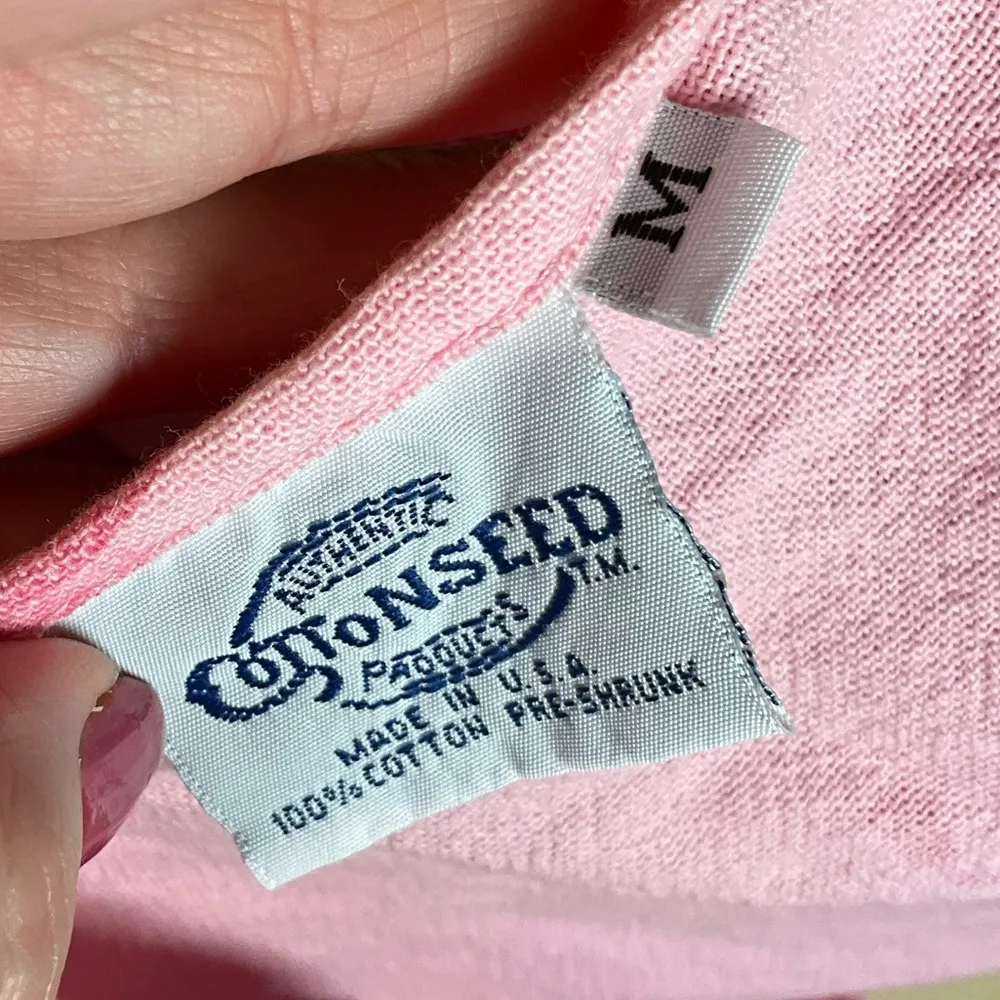 M
AUTHENTIC
COTTONSEED
T.M.
PRODUCTS
MADE IN U.S.A.
100% COTTON PRE-SHRUNK